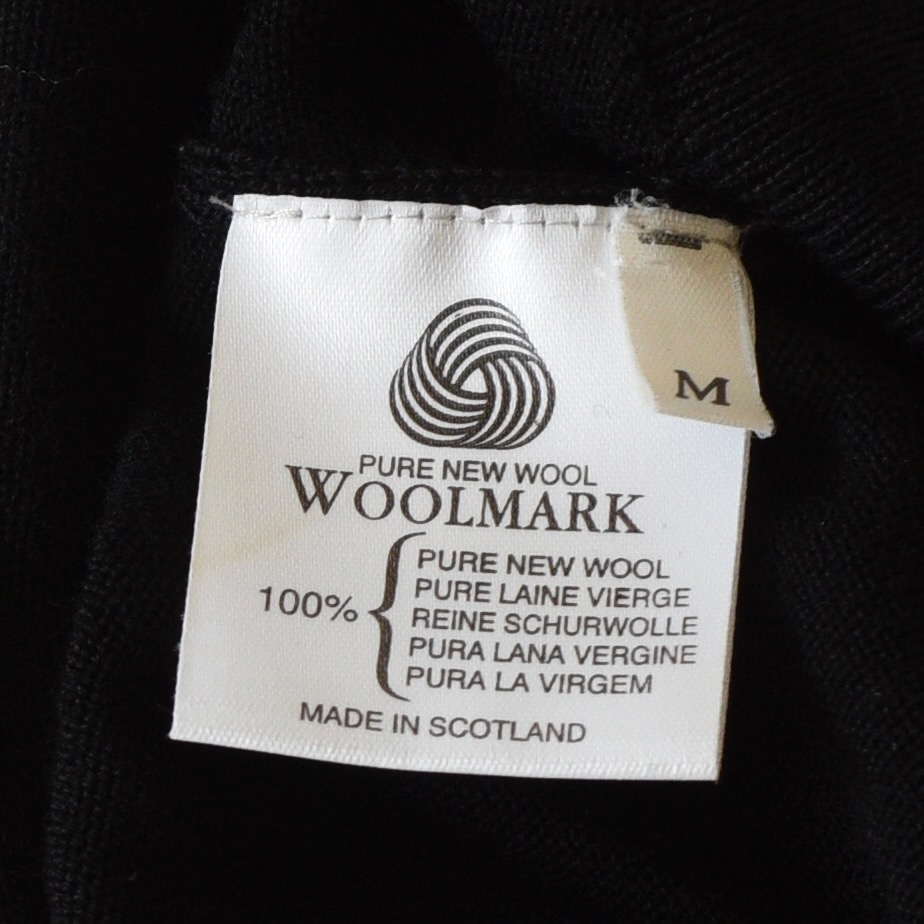 M
PURE NEW WOOL
WOOLMARK
100%
PURE NEW WOOL
PURE LAINE VIERGE
REINE SCHURWOLLE
PURA LANA VERGINE
PURA LA VIRGEM
MADE IN SCOTLAND